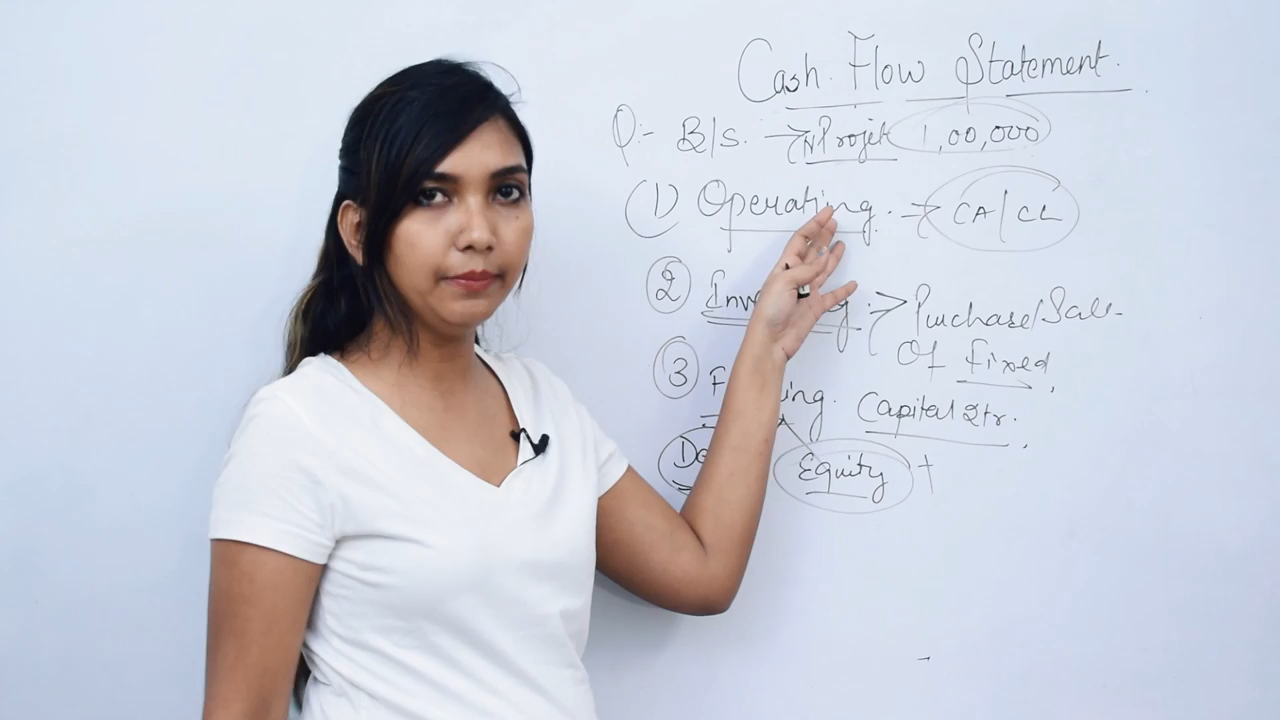 Cash Flow Statement.
Q:- B/S. → (N)Projit 1,00,000
1) Operating. → CA/CL
2 > Purchase/Sale
Of fixed,
3 Capital Str.
Equity +